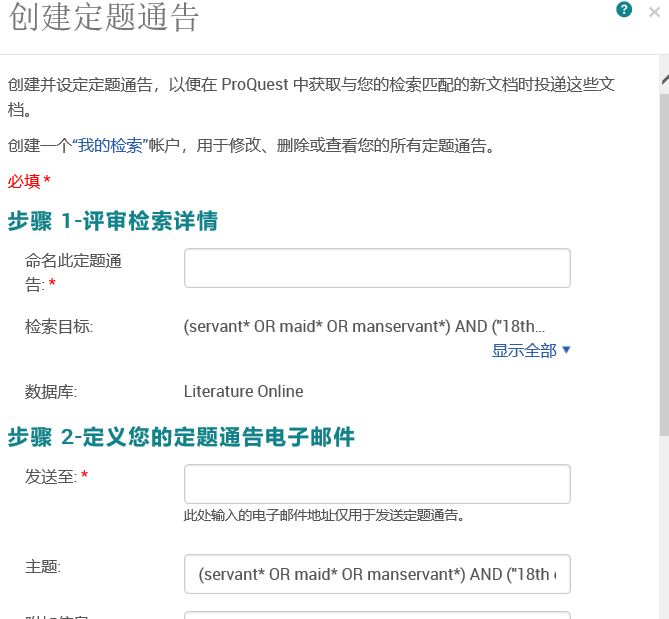 创建定题通告
?
创建并设定定题通告，以便在 ProQuest 中获取与您的检索匹配的新文档时投递这些文
档。
创建一个“我的检索”帐户，用于修改、删除或查看您的所有定题通告。
必填 *
步骤 1-评审检索详情
命名此定题通
告: *
检索目标:
(servant* OR maid* OR manservant*) AND ("18th...
显示全部
数据库:
Literature Online
步骤 2-定义您的定题通告电子邮件
发送至: *
此处输入的电子邮件地址仅用于发送定题通告。
主题:
(servant* OR maid* OR manservant*) AND ("18th